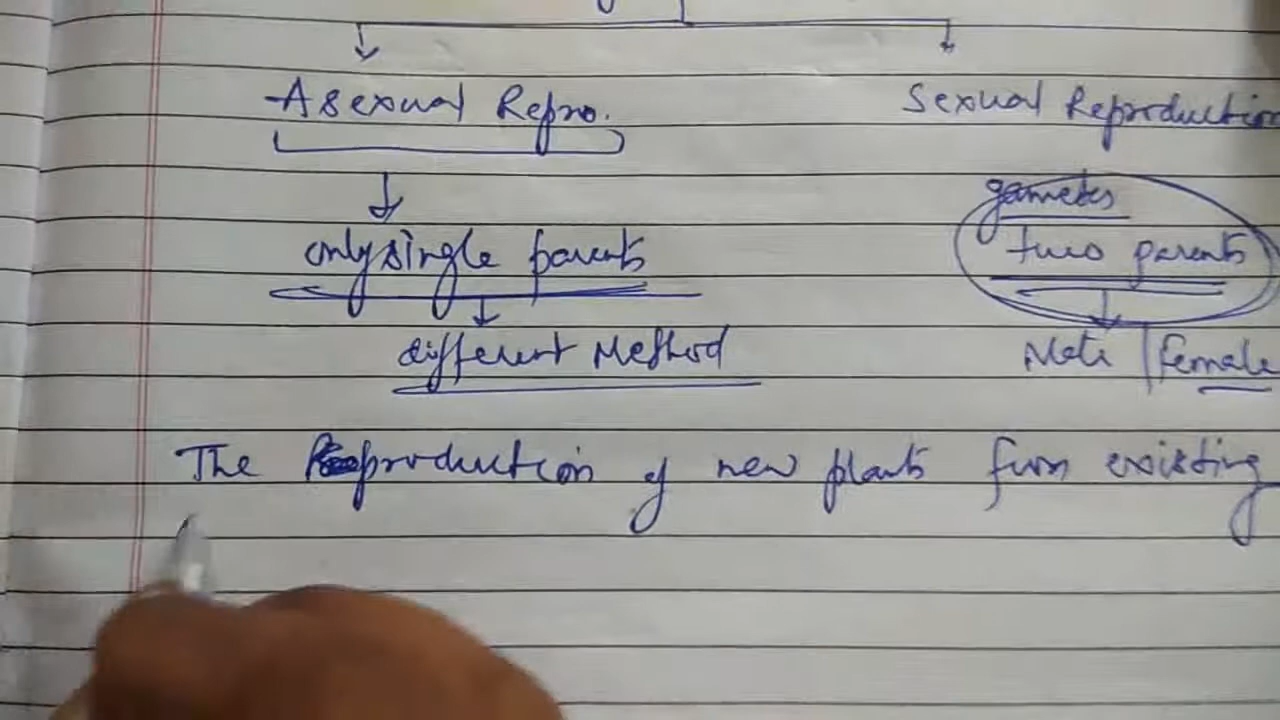 Asexual Repro. Sexual Reproduction
gametes
only single parents two parents
different Method Male | female
The Reproduction of new plants from existing